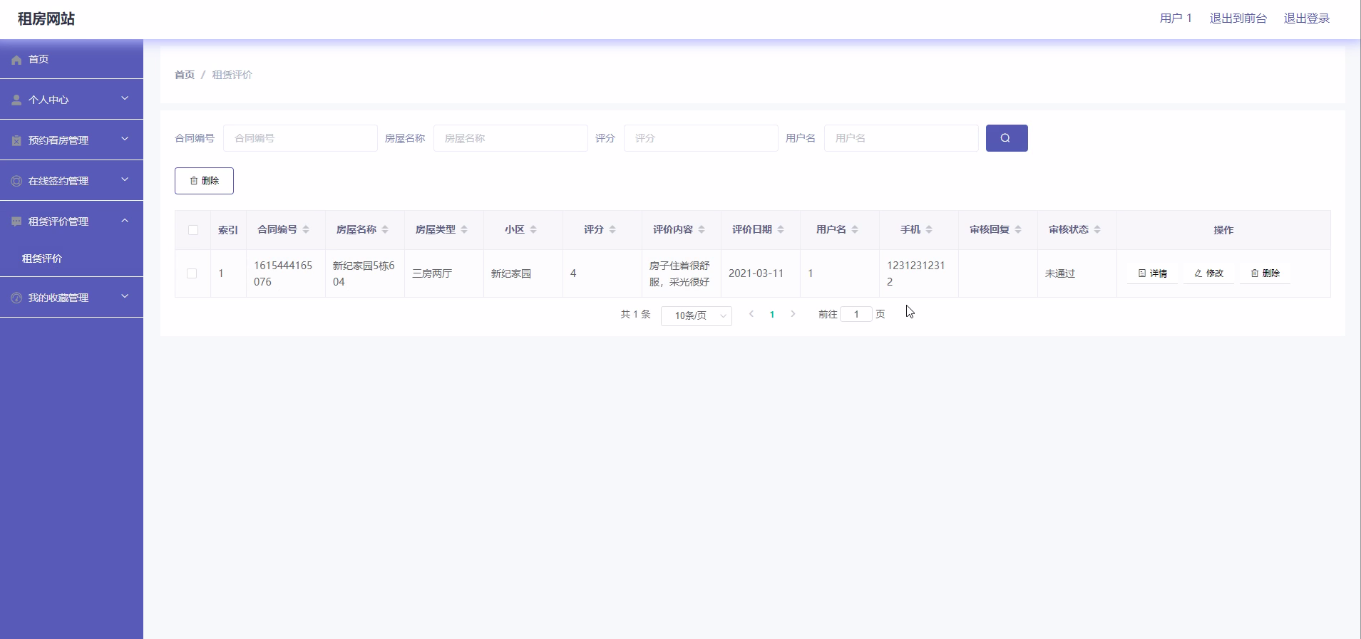 租房网站
用户 1 退出到前台 退出登录
首页
个人中心
预约看房管理
在线签约管理
租赁评价管理
租赁评价
我的收藏管理
首页 / 租赁评价
合同编号 合同编号 房屋名称 房屋名称 评分 评分 用户名 用户名
删除
索引 合同编号 房屋名称 房屋类型 小区 评分 评价内容 评价日期 用户名 手机 审核回复 审核状态 操作
1 1615444165 新纪家园5栋6 三房两厅 新纪家园 4 房子住着很舒 2021-03-11 1 1231231231 未通过 详情 修改 删除
076 04 服，采光很好 2
共 1 条 10条/页 1 前往 1 页